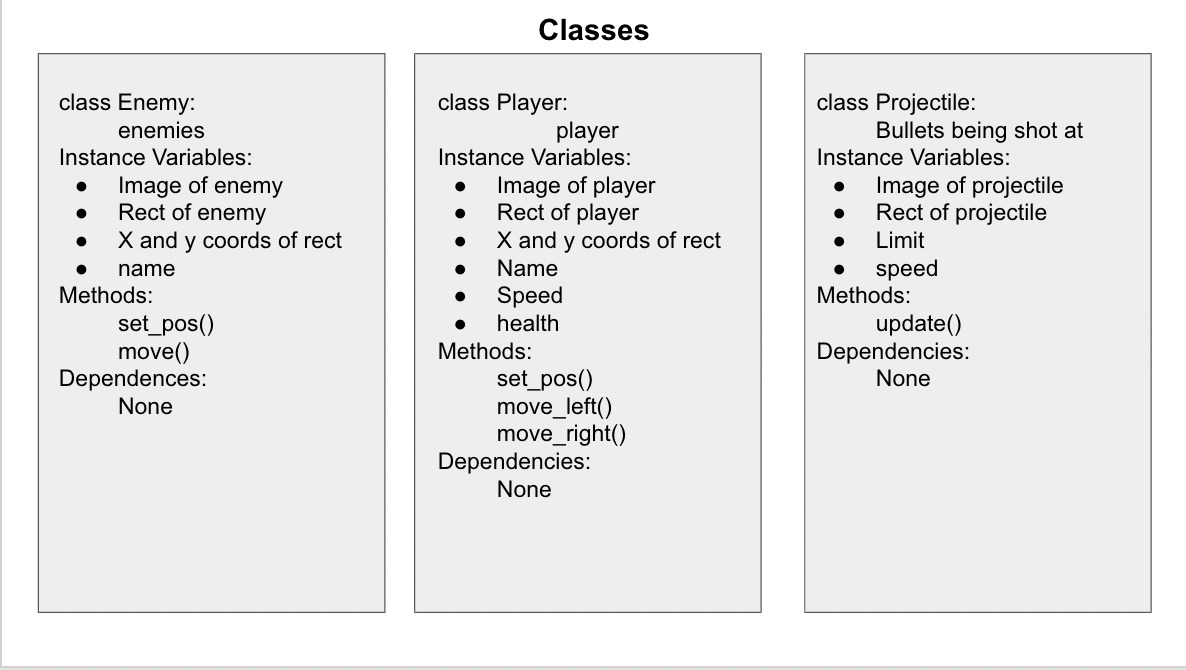 Classes
class Enemy:
enemies
Instance Variables:
● Image of enemy
● Rect of enemy
● X and y coords of rect
● name
Methods:
set_pos()
move()
Dependences:
None
class Player:
player
Instance Variables:
● Image of player
● Rect of player
● X and y coords of rect
● Name
● Speed
● health
Methods:
set_pos()
move_left()
move_right()
Dependencies:
None
class Projectile:
Bullets being shot at
Instance Variables:
● Image of projectile
● Rect of projectile
● Limit
● speed
Methods:
update()
Dependencies:
None